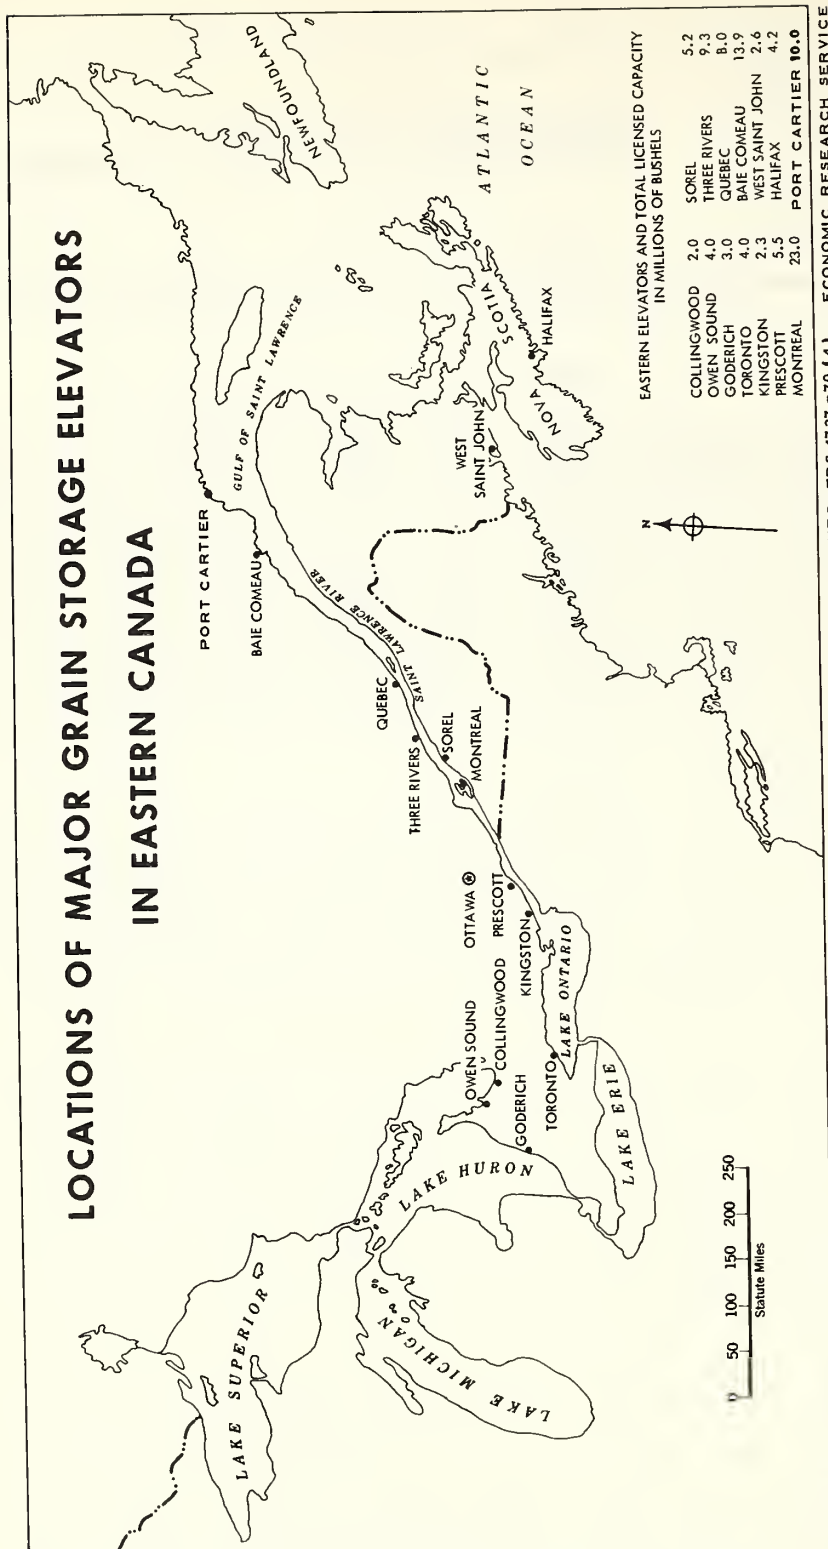 LOCATIONS OF MAJOR GRAIN STORAGE ELEVATORS
IN EASTERN CANADA
NEWFOUNDLAND
PORT CARTIER
GULF OF SAINT LAWRENCE
BAIE COMEAU
ATLANTIC
OCEAN
SAINT LAWRENCE RIVER
QUEBEC
THREE RIVERS
SOREL
MONTREAL
WEST
SAINT JOHN
NOVA SCOTIA
HALIFAX
OTTAWA
PRESCOTT
KINGSTON
OWEN SOUND
COLLINGWOOD
GODERICH
TORONTO
LAKE ONTARIO
LAKE ERIE
LAKE HURON
LAKE SUPERIOR
LAKE MICHIGAN
N
0 50 100 150 200 250
Statute Miles
EASTERN ELEVATORS AND TOTAL LICENSED CAPACITY
IN MILLIONS OF BUSHELS
COLLINGWOOD 2.0 SOREL 5.2
OWEN SOUND 4.0 THREE RIVERS 9.3
GODERICH 3.0 QUEBEC 8.0
TORONTO 4.0 BAIE COMEAU 13.9
KINGSTON 2.3 WEST SAINT JOHN 2.6
PRESCOTT 5.5 HALIFAX 4.2
MONTREAL 23.0 PORT CARTIER 10.0
ECONOMIC RESEARCH SERVICE